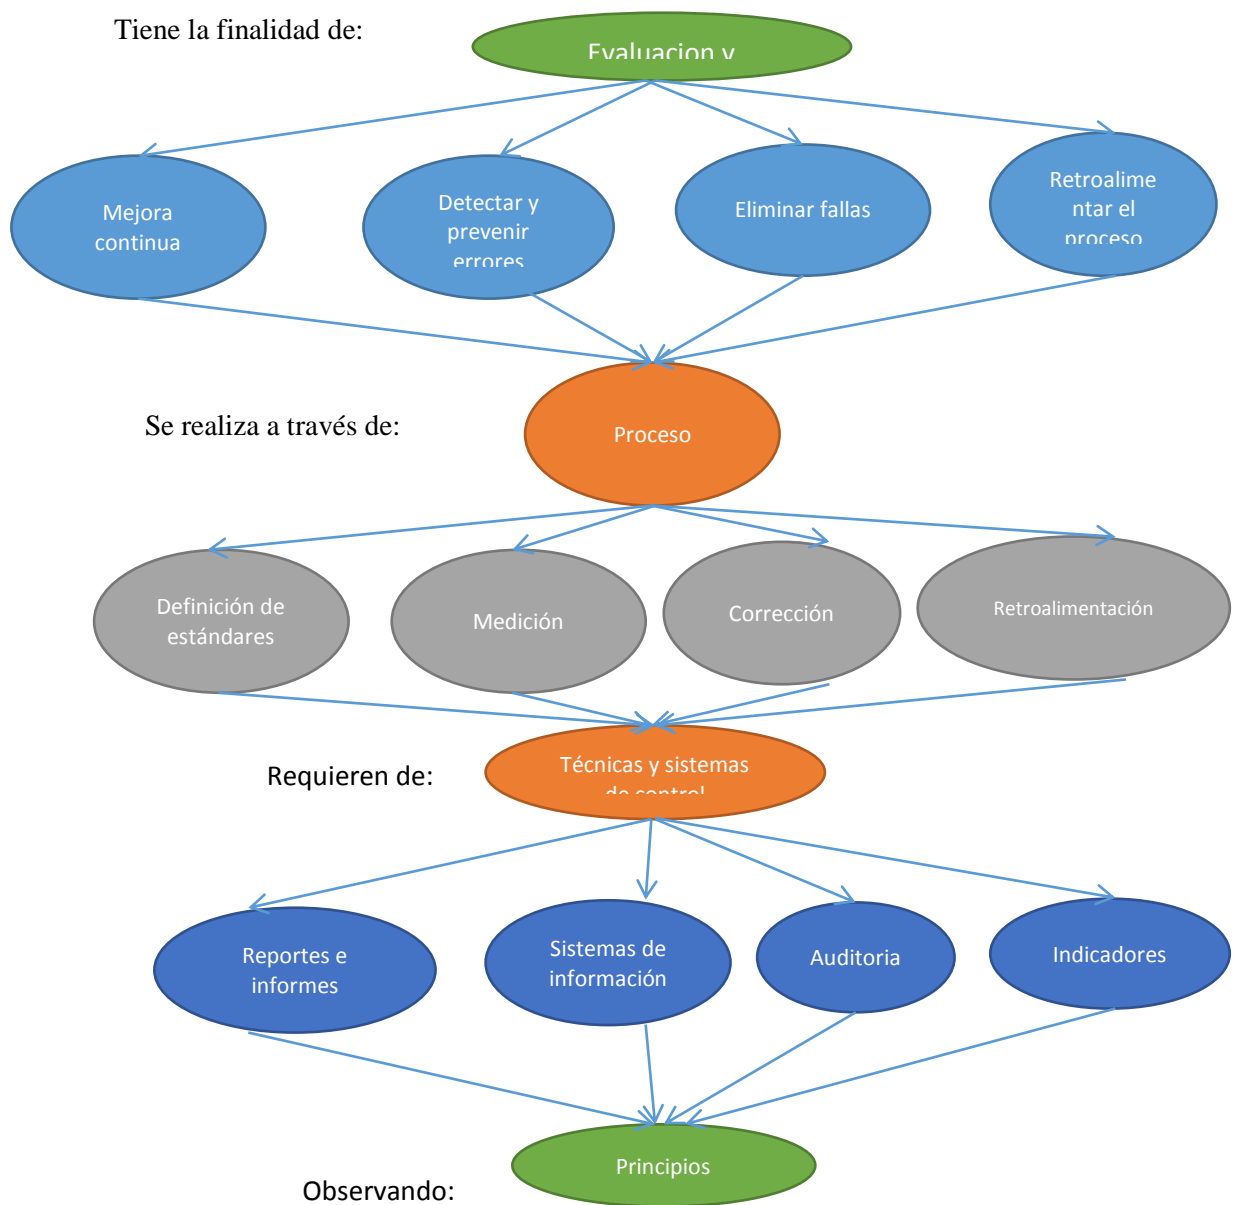 Tiene la finalidad de:
Evaluacion y
Mejora
continua
Detectar y
prevenir
errores
Eliminar fallas
Retroalime
ntar el
proceso
Se realiza a través de:
Proceso
Definición de
estándares
Medición
Corrección
Retroalimentación
Requieren de:
Técnicas y sistemas
de control
Reportes e
informes
Sistemas de
información
Auditoria
Indicadores
Principios
Observando: